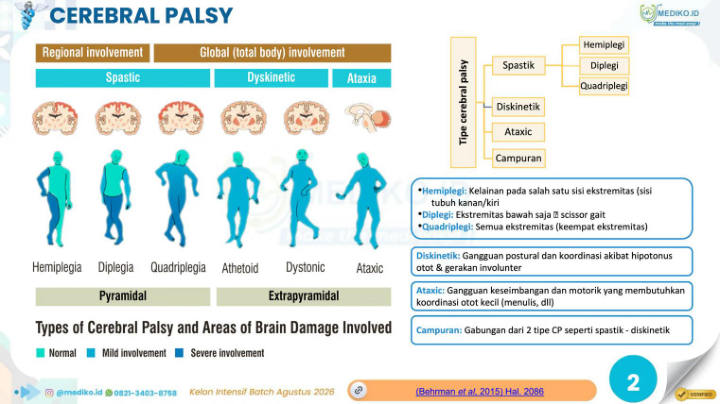 CEREBRAL PALSY
MEDIKO.ID
Regional involvement
Global (total body) involvement
Spastic
Dyskinetic
Ataxia
Hemiplegia
Diplegia
Quadriplegia
Athetoid
Dystonic
Ataxic
Pyramidal
Extrapyramidal
Types of Cerebral Palsy and Areas of Brain Damage Involved
Normal
Mild involvement
Severe involvement
Tipe cerebral palsy
Spastik
Hemiplegi
Diplegi
Quadriplegi
Diskinetik
Ataxic
Campuran
•Hemiplegi: Kelainan pada salah satu sisi ekstremitas (sisi
tubuh kanan/kiri
•Diplegi: Ekstremitas bawah saja ⍰ scissor gait
•Quadriplegi: Semua ekstremitas (keempat ekstremitas)
Diskinetik: Gangguan postural dan koordinasi akibat hipotonus
otot & gerakan involunter
Ataxic: Gangguan keseimbangan dan motorik yang membutuhkan
koordinasi otot kecil (menulis, dll)
Campuran: Gabungan dari 2 tipe CP seperti spastik - diskinetik
@mediko.id
0821-3403-8758
Kelan Intensif Batch Agustus 2026
(Behrman et al, 2015) Hal. 2086
2
VERIFIED